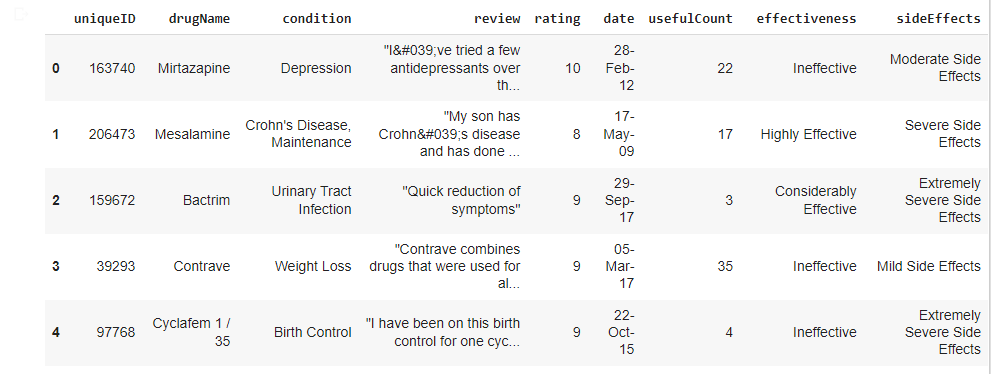 uniqueID drugName condition review rating date usefulCount effectiveness sideEffects
0 163740 Mirtazapine Depression "I&#039;ve tried a few antidepressants over th... 10 28-Feb-12 22 Ineffective Moderate Side Effects
1 206473 Mesalamine Crohn's Disease, Maintenance "My son has Crohn&#039;s disease and has done ... 8 17-May-09 17 Highly Effective Severe Side Effects
2 159672 Bactrim Urinary Tract Infection "Quick reduction of symptoms" 9 29-Sep-17 3 Considerably Effective Extremely Severe Side Effects
3 39293 Contrave Weight Loss "Contrave combines drugs that were used for al... 9 05-Mar-17 35 Ineffective Mild Side Effects
4 97768 Cyclafem 1 / 35 Birth Control "I have been on this birth control for one cyc... 9 22-Oct-15 4 Ineffective Extremely Severe Side Effects